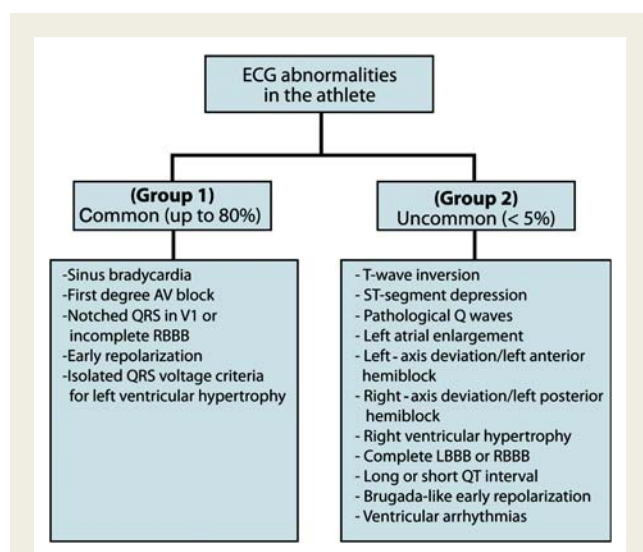 ECG abnormalities
in the athlete
(Group 1)
Common (up to 80%)
(Group 2)
Uncommon (< 5%)
-Sinus bradycardia
-First degree AV block
-Notched QRS in V1 or
incomplete RBBB
-Early repolarization
-Isolated QRS voltage criteria
for left ventricular hypertrophy
- T-wave inversion
- ST-segment depression
- Pathological Q waves
- Left atrial enlargement
- Left - axis deviation/left anterior
hemiblock
- Right - axis deviation/left posterior
hemiblock
- Right ventricular hypertrophy
- Complete LBBB or RBBB
- Long or short QT interval
- Brugada-like early repolarization
- Ventricular arrhythmias